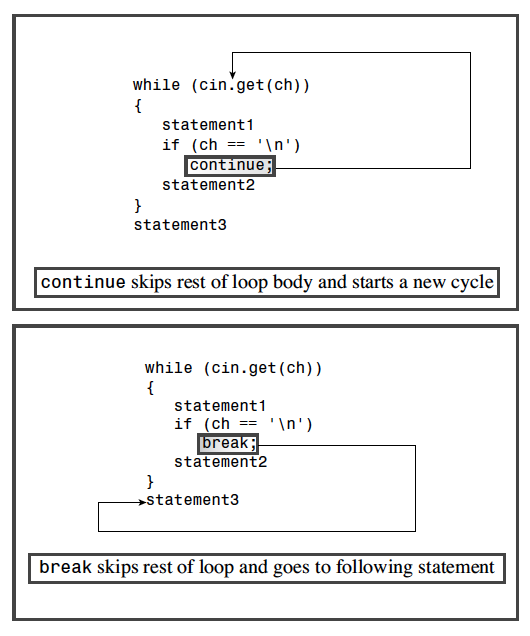 while (cin.get(ch))
{
statement1
if (ch == '\n')
continue;
statement2
}
statement3
continue skips rest of loop body and starts a new cycle
while (cin.get(ch))
{
statement1
if (ch == '\n')
break;
statement2
}
statement3
break skips rest of loop and goes to following statement